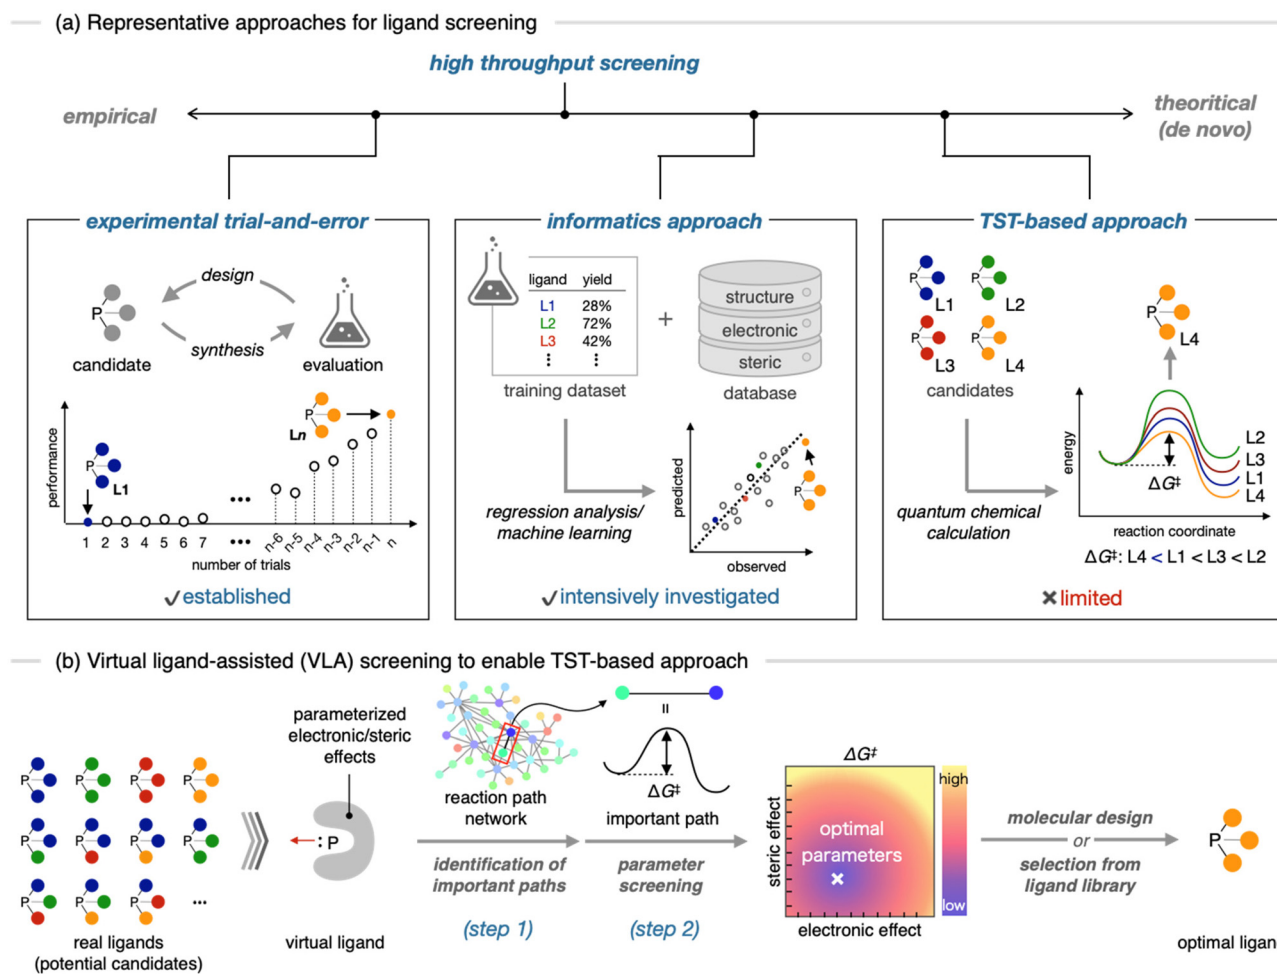 (a) Representative approaches for ligand screening
high throughput screening
empirical
theoritical
(de novo)
experimental trial-and-error
design
synthesis
P
candidate
evaluation
performance
P
L1
P
Ln
1 2 3 4 5 6 7 ••• n-6 n-5 n-4 n-3 n-2 n-1 n
•••
number of trials
✓established
informatics approach
ligand yield
L1 28%
L2 72%
L3 42%
⋮ ⋮
training dataset
+
structure
electronic
steric
database
regression analysis/
machine learning
predicted
observed
P
✓intensively investigated
TST-based approach
P L1
P L2
P L3
P L4
candidates
P L4
quantum chemical
calculation
energy
ΔG‡
L2
L3
L1
L4
reaction coordinate
ΔG‡: L4 < L1 < L3 < L2
✖limited
(b) Virtual ligand-assisted (VLA) screening to enable TST-based approach
P P P P
P P P P
P P P ...
real ligands
(potential candidates)
parameterized
electronic/steric
effects
:P
virtual ligand
reaction path
network
identification of
important paths
(step 1)
=
ΔG‡
important path
parameter
screening
(step 2)
ΔG‡
steric effect
optimal
parameters
electronic effect
high
low
molecular design
or
selection from
ligand library
P
optimal ligan